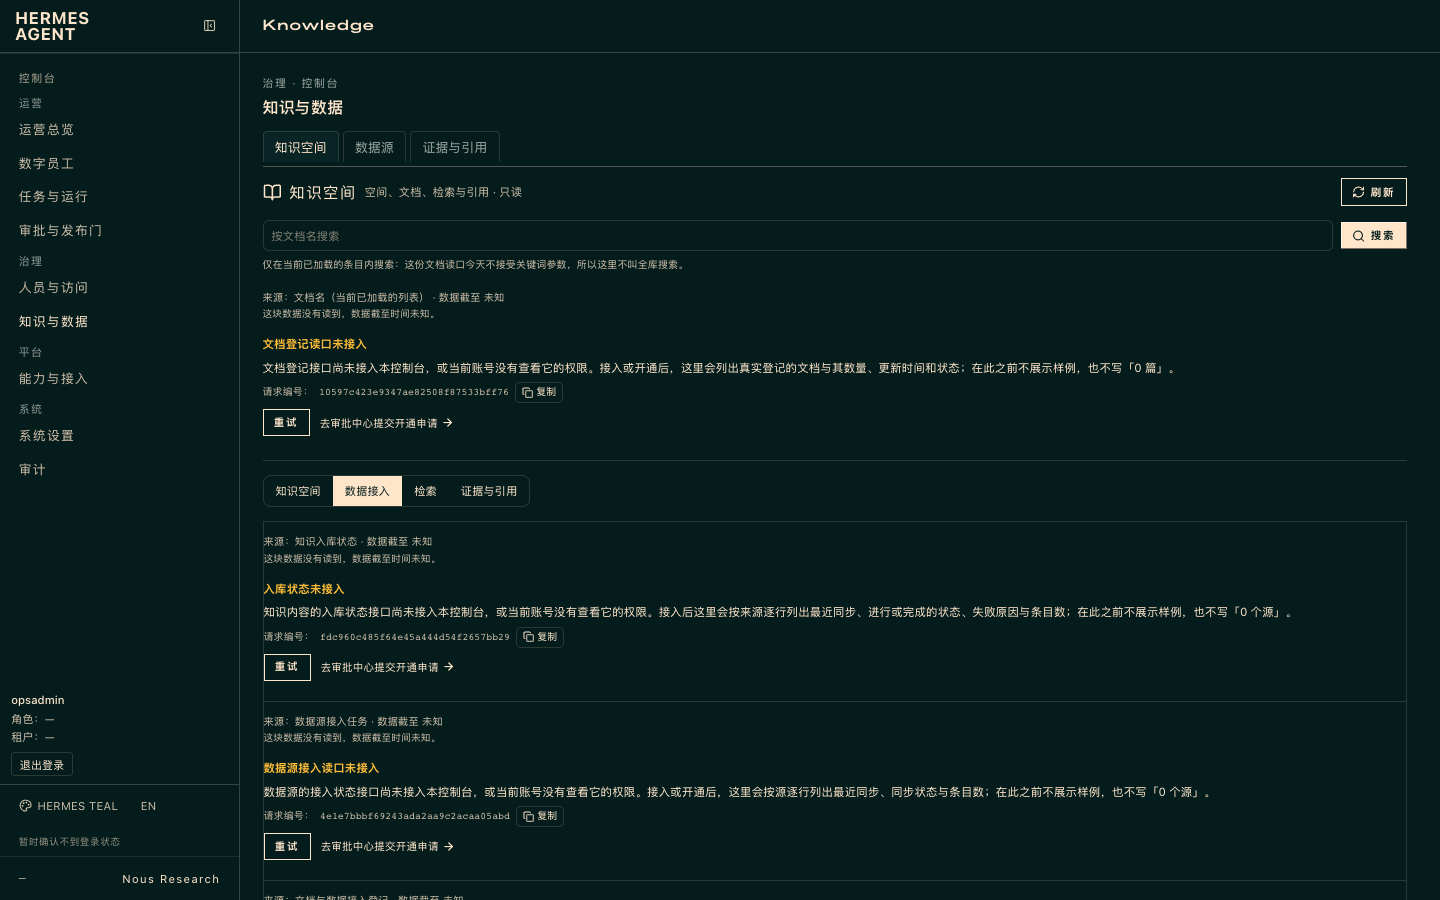 HERMES
AGENT
控制台
运营
运营总览
数字员工
任务与运行
审批与发布门
治理
人员与访问
知识与数据
平台
能力与接入
系统
系统设置
审计
opsadmin
角色：—
租户：—
退出登录
HERMES TEAL EN
暂时确认不到登录状态
— Nous Research
Knowledge
治理 · 控制台
知识与数据
知识空间 数据源 证据与引用
知识空间 空间、文档、检索与引用 · 只读 刷新
按文档名搜索 搜索
仅在当前已加载的条目内搜索：这份文档读口今天不接受关键词参数，所以这里不叫全库搜索。
来源：文档名（当前已加载的列表） · 数据截至 未知
这块数据没有读到，数据截至时间未知。
文档登记读口未接入
文档登记接口尚未接入本控制台，或当前账号没有查看它的权限。接入或开通后，这里会列出真实登记的文档与其数量、更新时间和状态；在此之前不展示样例，也不写「0 篇」。
请求编号： 10597c423e9347ae82508f87533bff76 复制
重试 去审批中心提交开通申请 →
知识空间 数据接入 检索 证据与引用
来源：知识入库状态 · 数据截至 未知
这块数据没有读到，数据截至时间未知。
入库状态未接入
知识内容的入库状态接口尚未接入本控制台，或当前账号没有查看它的权限。接入后这里会按来源逐行列出最近同步、进行或完成的状态、失败原因与条目数；在此之前不展示样例，也不写「0 个源」。
请求编号： fdc960c485f64e45a444d54f2657bb29 复制
重试 去审批中心提交开通申请 →
来源：数据源接入任务 · 数据截至 未知
这块数据没有读到，数据截至时间未知。
数据源接入读口未接入
数据源的接入状态接口尚未接入本控制台，或当前账号没有查看它的权限。接入或开通后，这里会按源逐行列出最近同步、同步状态与条目数；在此之前不展示样例，也不写「0 个源」。
请求编号： 4e1e7bbbf69243ada2aa9c2acaa05abd 复制
重试 去审批中心提交开通申请 →
来源：文档与数据接入登记 · 数据截至 未知